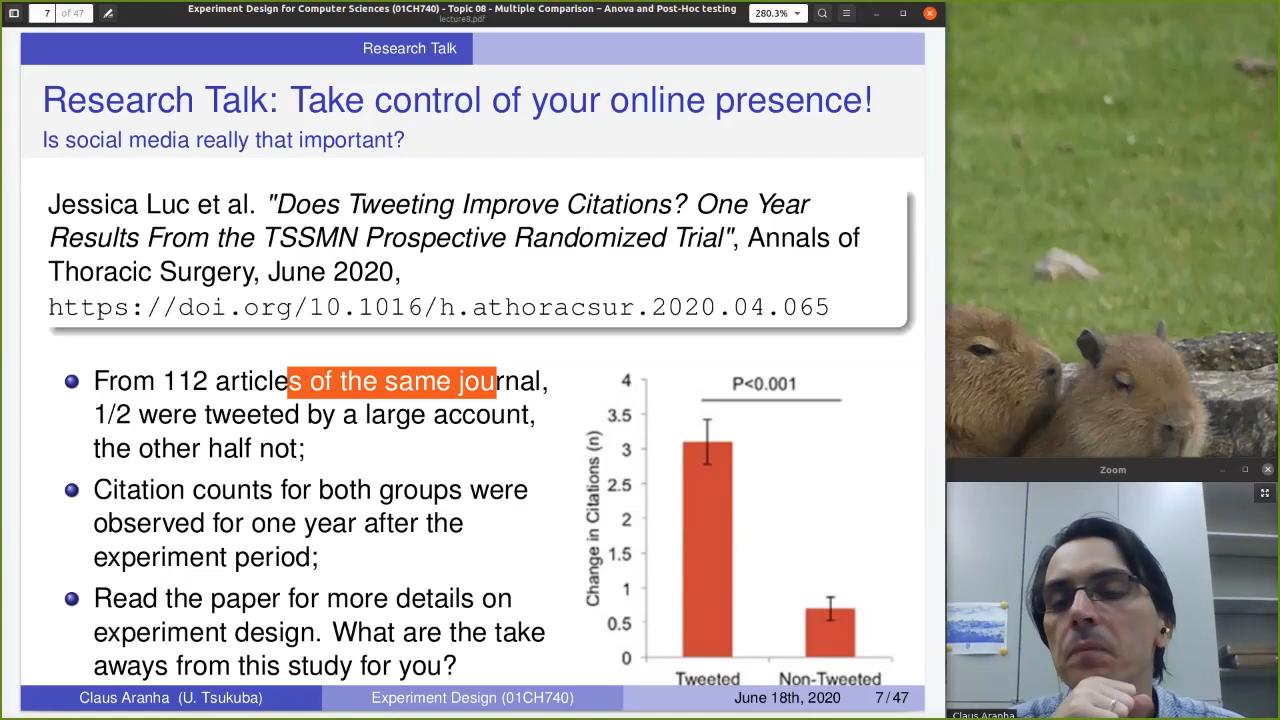 7 of 47
Experiment Design for Computer Sciences (01CH740) - Topic 08 - Multiple Comparison – Anova and Post-Hoc testing
lecture8.pdf
280.3%
Research Talk
Research Talk: Take control of your online presence!
Is social media really that important?
Jessica Luc et al. "Does Tweeting Improve Citations? One Year
Results From the TSSMN Prospective Randomized Trial", Annals of
Thoracic Surgery, June 2020,
https://doi.org/10.1016/h.athoracsur.2020.04.065
From 112 articles of the same journal,
1/2 were tweeted by a large account,
the other half not;
Citation counts for both groups were
observed for one year after the
experiment period;
Read the paper for more details on
experiment design. What are the take
aways from this study for you?
P<0.001
Change in Citations (n)
4
3.5
3
2.5
2
1.5
1
0.5
0
Tweeted
Non-Tweeted
Claus Aranha (U. Tsukuba)
Experiment Design (01CH740)
June 18th, 2020
7 / 47
Zoom
Claus Aranha